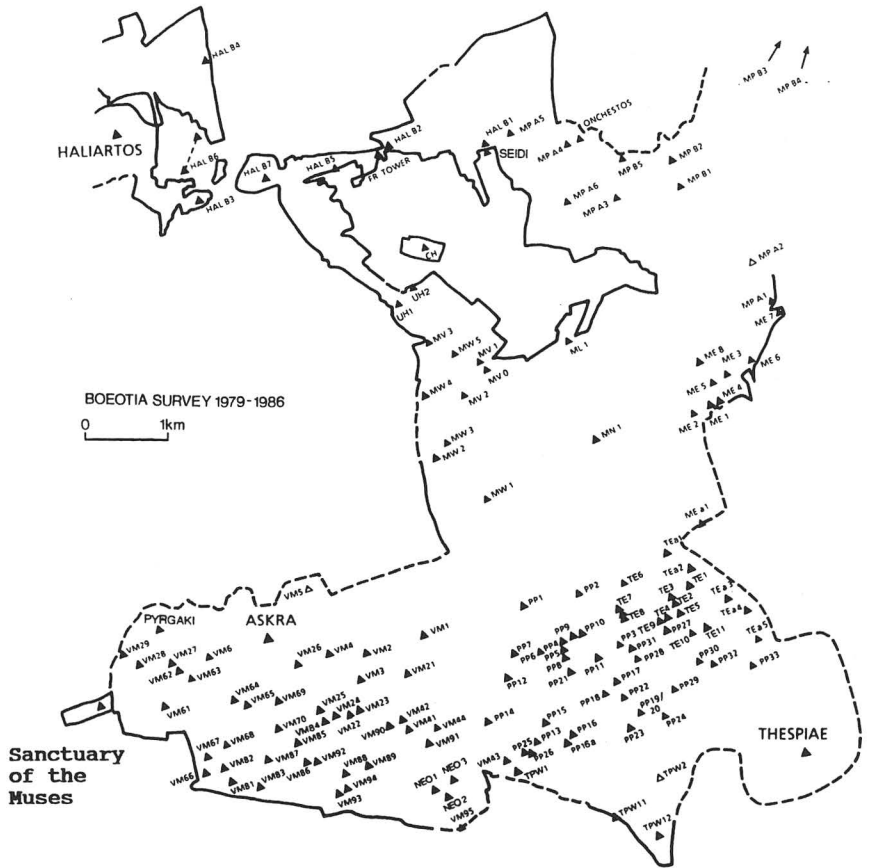 HAL B4
MP B3
MP B4
HALIARTOS
HAL B6
HAL B3
HAL B7
HAL B5
FR TOWER
HAL B2
HAL B1
MP A5
ONCHESTOS
SEIDI
MP A4
MP B5
MP B2
MP B1
MP A6
MP A3
CH
MP A2
UH2
UH1
MP A1
ME 7
MV 3
MW 5
MV 1
MV 0
ML 1
ME 8
ME 3
ME 6
BOEOTIA SURVEY 1979-1986
0 1km
MW 4
MV 2
ME 5
ME 4
ME 2
ME 1
MW 3
MW 2
MN 1
MW 1
MEa1
TEa1
VM5
TEa2
PYRGAKI
ASKRA
PP1
PP2
TE6
TE1
TE7
TE3
TE2
TEa3
TE8
TE4
TE5
TEa4
VM29
VM28
VM27
VM6
VM26
VM4
VM2
VM1
PP7
PP9
PP10
TE9
PP27
TEa5
PP6
PP4
PP5
PP3
PP31
TE10
TE11
VM62
VM63
VM3
VM21
PP8
PP11
PP28
PP30
PP32
PP33
PP12
PP21
PP17
PP29
VM61
VM64
VM65
VM69
PP18
PP22
VM25
VM24
VM23
VM42
PP14
PP15
PP19/
20
PP24
VM70
VM84
VM22
VM90
VM41
VM44
PP13
PP16
PP23
THESPIAE
Sanctuary
of the
Muses
VM67
VM68
VM85
VM91
VM43
PP25
PP26
PP16a
VM66
VM82
VM87
VM92
VM88
VM89
TPW1
TPW2
VM81
VM83
VM86
VM94
VM93
NEO1
NEO3
NEO2
VM95
TPW11
TPW12